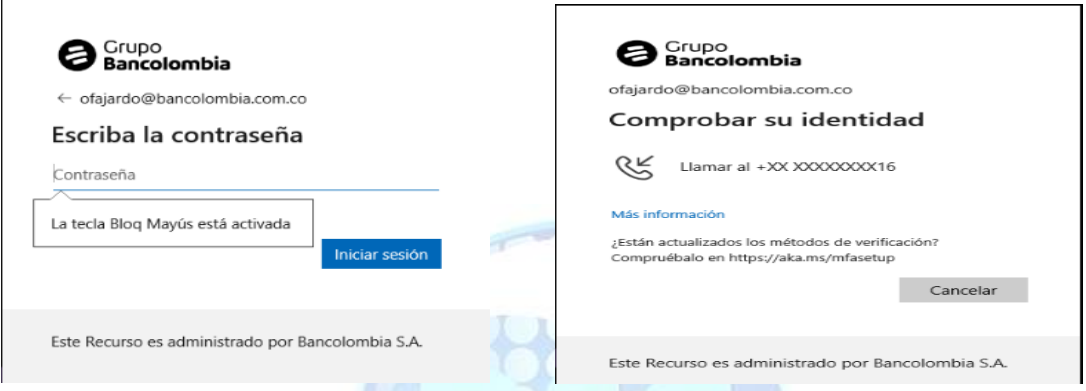 Grupo
Bancolombia
← ofajardo@bancolombia.com.co
Escriba la contraseña
Contraseña
La tecla Bloq Mayús está activada
Iniciar sesión
Este Recurso es administrado por Bancolombia S.A.
Grupo
Bancolombia
ofajardo@bancolombia.com.co
Comprobar su identidad
Llamar al +XX XXXXXXXX16
Más información
¿Están actualizados los métodos de verificación?
Compruébalo en https://aka.ms/mfasetup
Cancelar
Este Recurso es administrado por Bancolombia S.A.